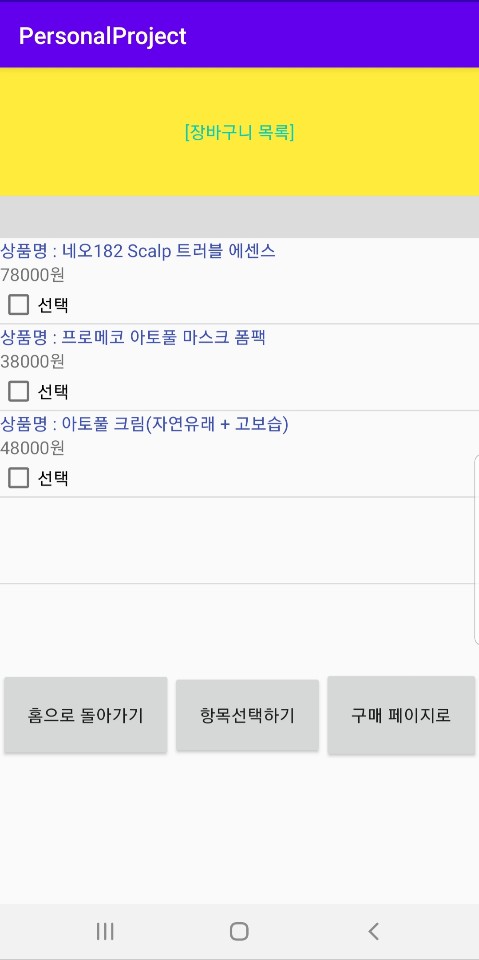 PersonalProject
[장바구니 목록]
상품명 : 네오182 Scalp 트러블 에센스
78000원
선택
상품명 : 프로메코 아토풀 마스크 폼팩
38000원
선택
상품명 : 아토풀 크림(자연유래 + 고보습)
48000원
선택
홈으로 돌아가기
항목선택하기
구매 페이지로